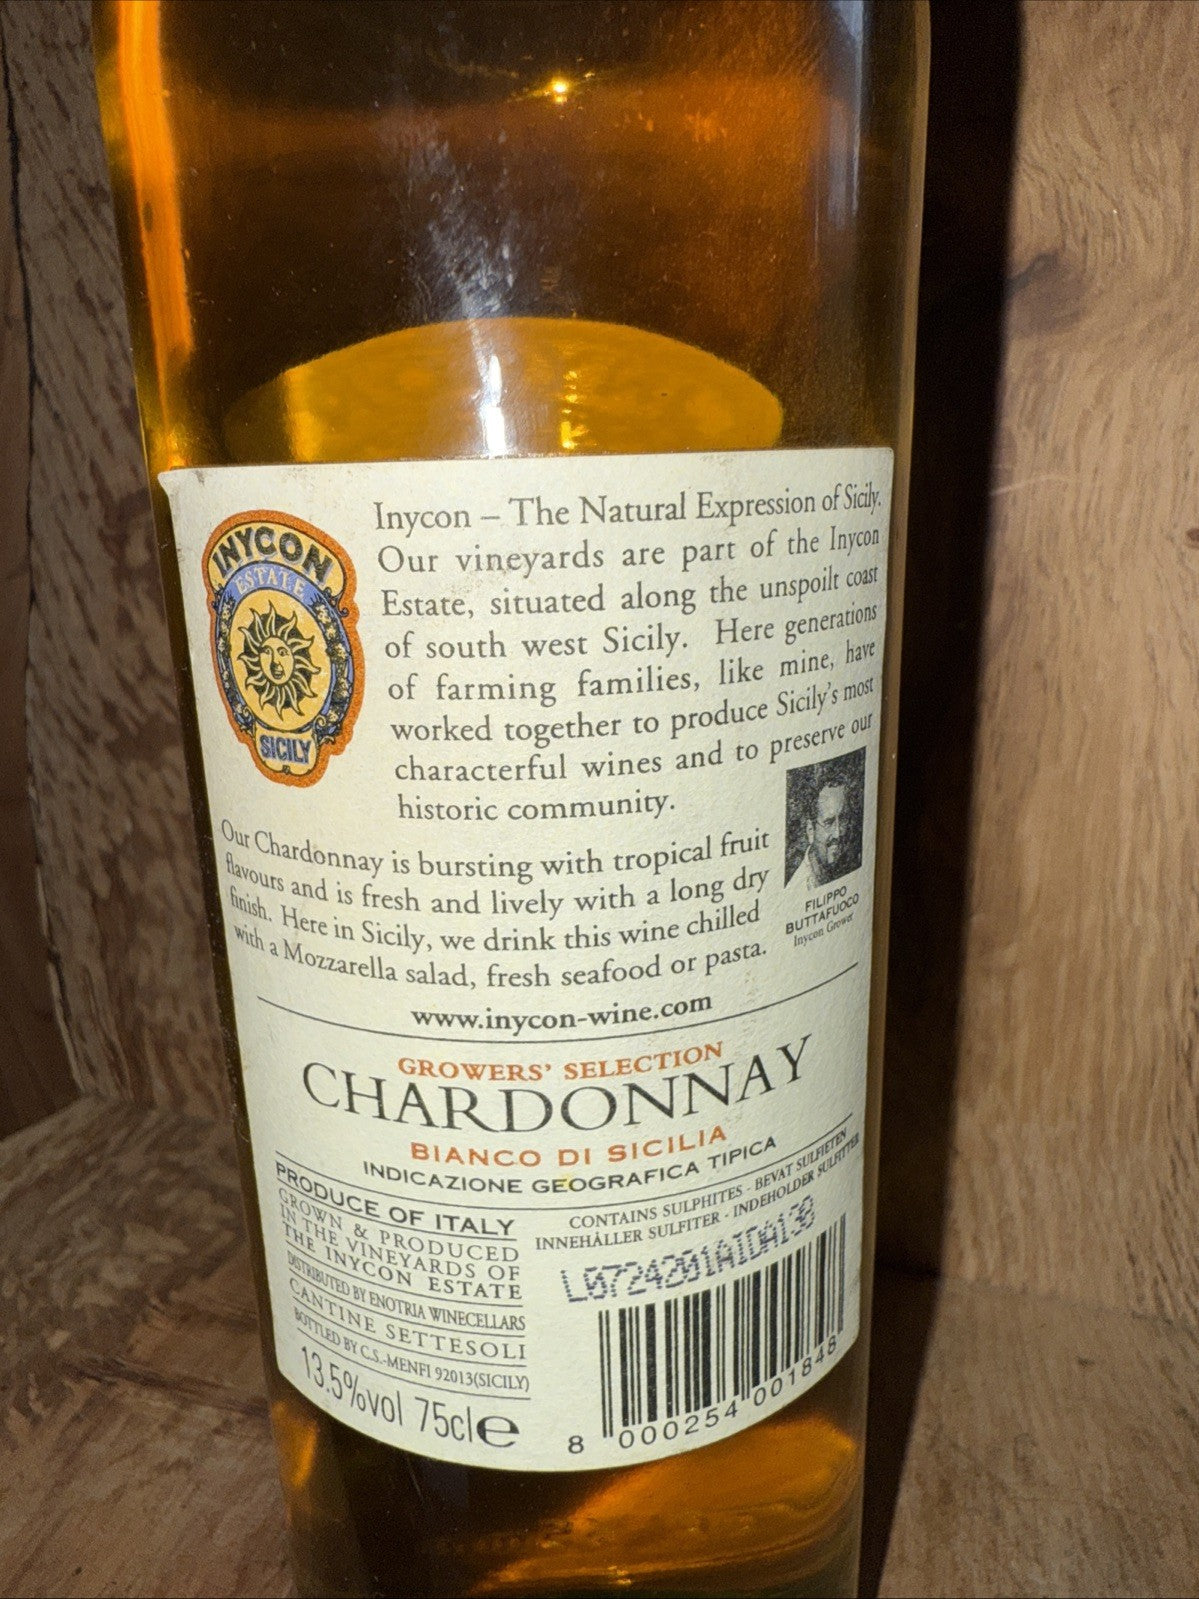 INYCON
ESTATE
SICILY
Inycon – The Natural Expression of Sicily.
Our vineyards are part of the Inycon
Estate, situated along the unspoilt coast
of south west Sicily. Here generations
of farming families, like mine, have
worked together to produce Sicily's most
characterful wines and to preserve our
historic community.
Our Chardonnay is bursting with tropical fruit
flavours and is fresh and lively with a long dry
finish. Here in Sicily, we drink this wine chilled
with a Mozzarella salad, fresh seafood or pasta.
FILIPPO
BUTTAFUOCO
Inycon Grower
www.inycon-wine.com
GROWERS' SELECTION
CHARDONNAY
BIANCO DI SICILIA
INDICAZIONE GEOGRAFICA TIPICA
PRODUCE OF ITALY
GROWN & PRODUCED
IN THE VINEYARDS OF
THE INYCON ESTATE
DISTRIBUTED BY ENOTRIA WINECELLARS
CANTINE SETTESOLI
BOTTLED BY C.S.-MENFI 92013(SICILY)
13.5%vol 75cl e
CONTAINS SULPHITES - BEVAT SULFIETEN
INNEHÅLLER SULFITER - INDEHOLDER SULFITTER
L0724201A1DA138
8 000254 001848